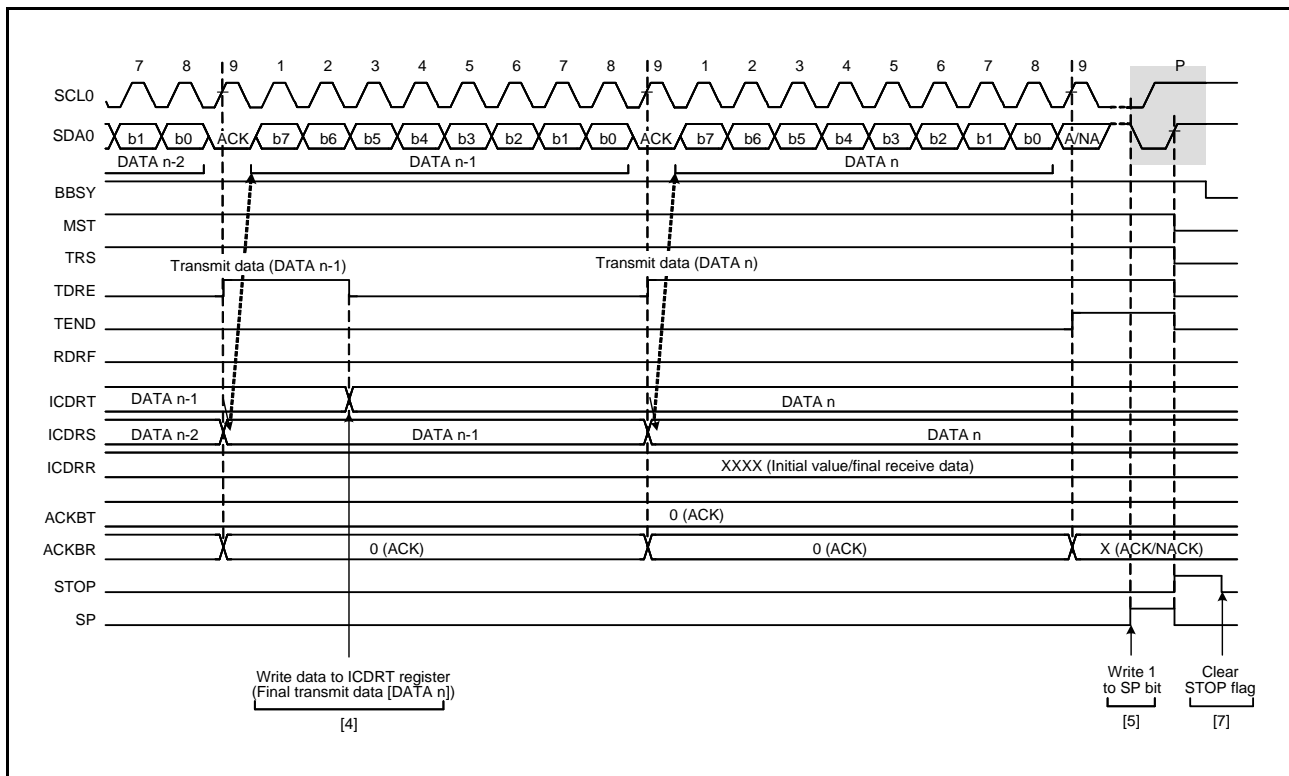 7 8 9 1 2 3 4 5 6 7 8 9 1 2 3 4 5 6 7 8 9 P
SCL0
SDA0 b1 b0 ACK b7 b6 b5 b4 b3 b2 b1 b0 ACK b7 b6 b5 b4 b3 b2 b1 b0 A/NA
DATA n-2 DATA n-1 DATA n
BBSY
MST
TRS
Transmit data (DATA n-1) Transmit data (DATA n)
TDRE
TEND
RDRF
ICDRT DATA n-1 DATA n
ICDRS DATA n-2 DATA n-1 DATA n
ICDRR XXXX (Initial value/final receive data)
ACKBT 0 (ACK)
ACKBR 0 (ACK) 0 (ACK) X (ACK/NACK)
STOP
SP
Write data to ICDRT register
(Final transmit data [DATA n])
[4]
Write 1
to SP bit
[5]
Clear
STOP flag
[7]